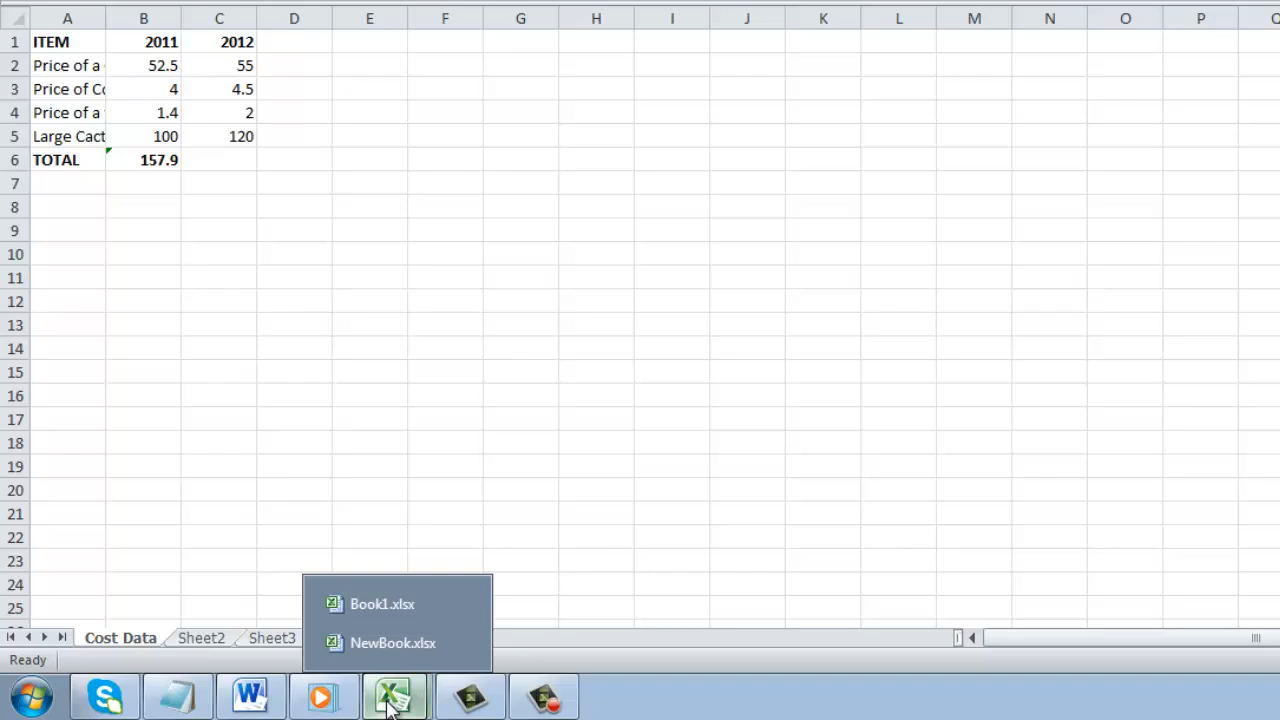 A B C D E F G H I J K L M N O P Q
1 ITEM 2011 2012
2 Price of a 52.5 55
3 Price of Co 4 4.5
4 Price of a 1.4 2
5 Large Cact 100 120
6 TOTAL 157.9
7
8
9
10
11
12
13
14
15
16
17
18
19
20
21
22
23
24
25
Book1.xlsx
Cost Data Sheet2 Sheet3
NewBook.xlsx
Ready